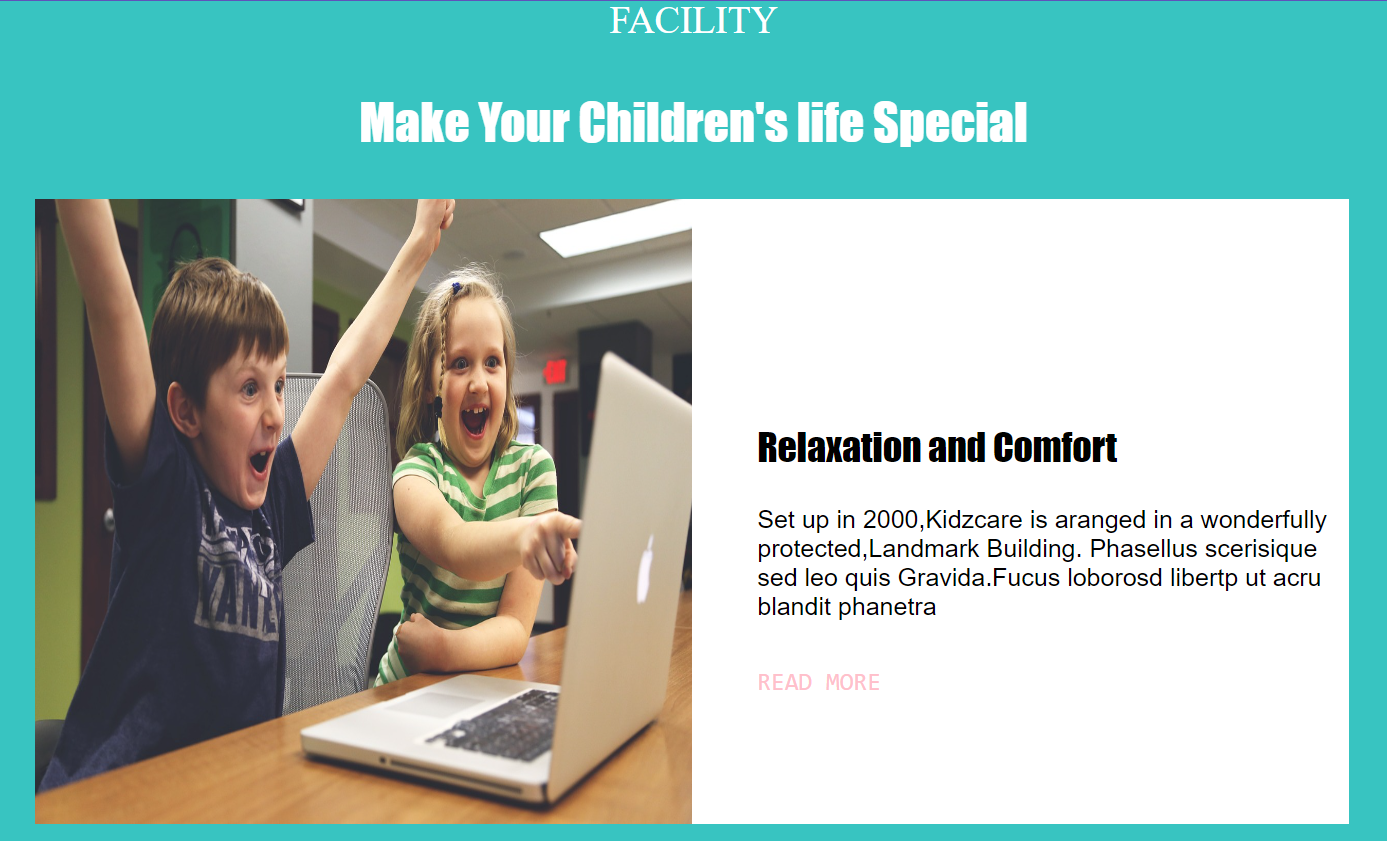 FACILITY
Make Your Children's life Special
Relaxation and Comfort
Set up in 2000,Kidzcare is aranged in a wonderfully
protected,Landmark Building. Phasellus scerisique
sed leo quis Gravida.Fucus loborosd libertp ut acru
blandit phanetra
READ MORE